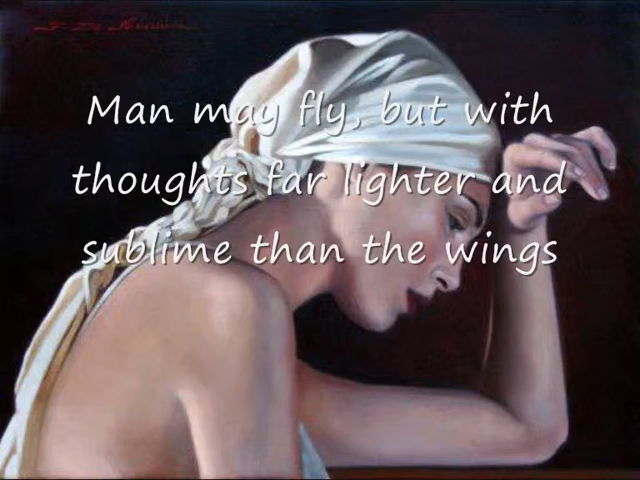 Man may fly, but with
thoughts far lighter and
sublime than the wings